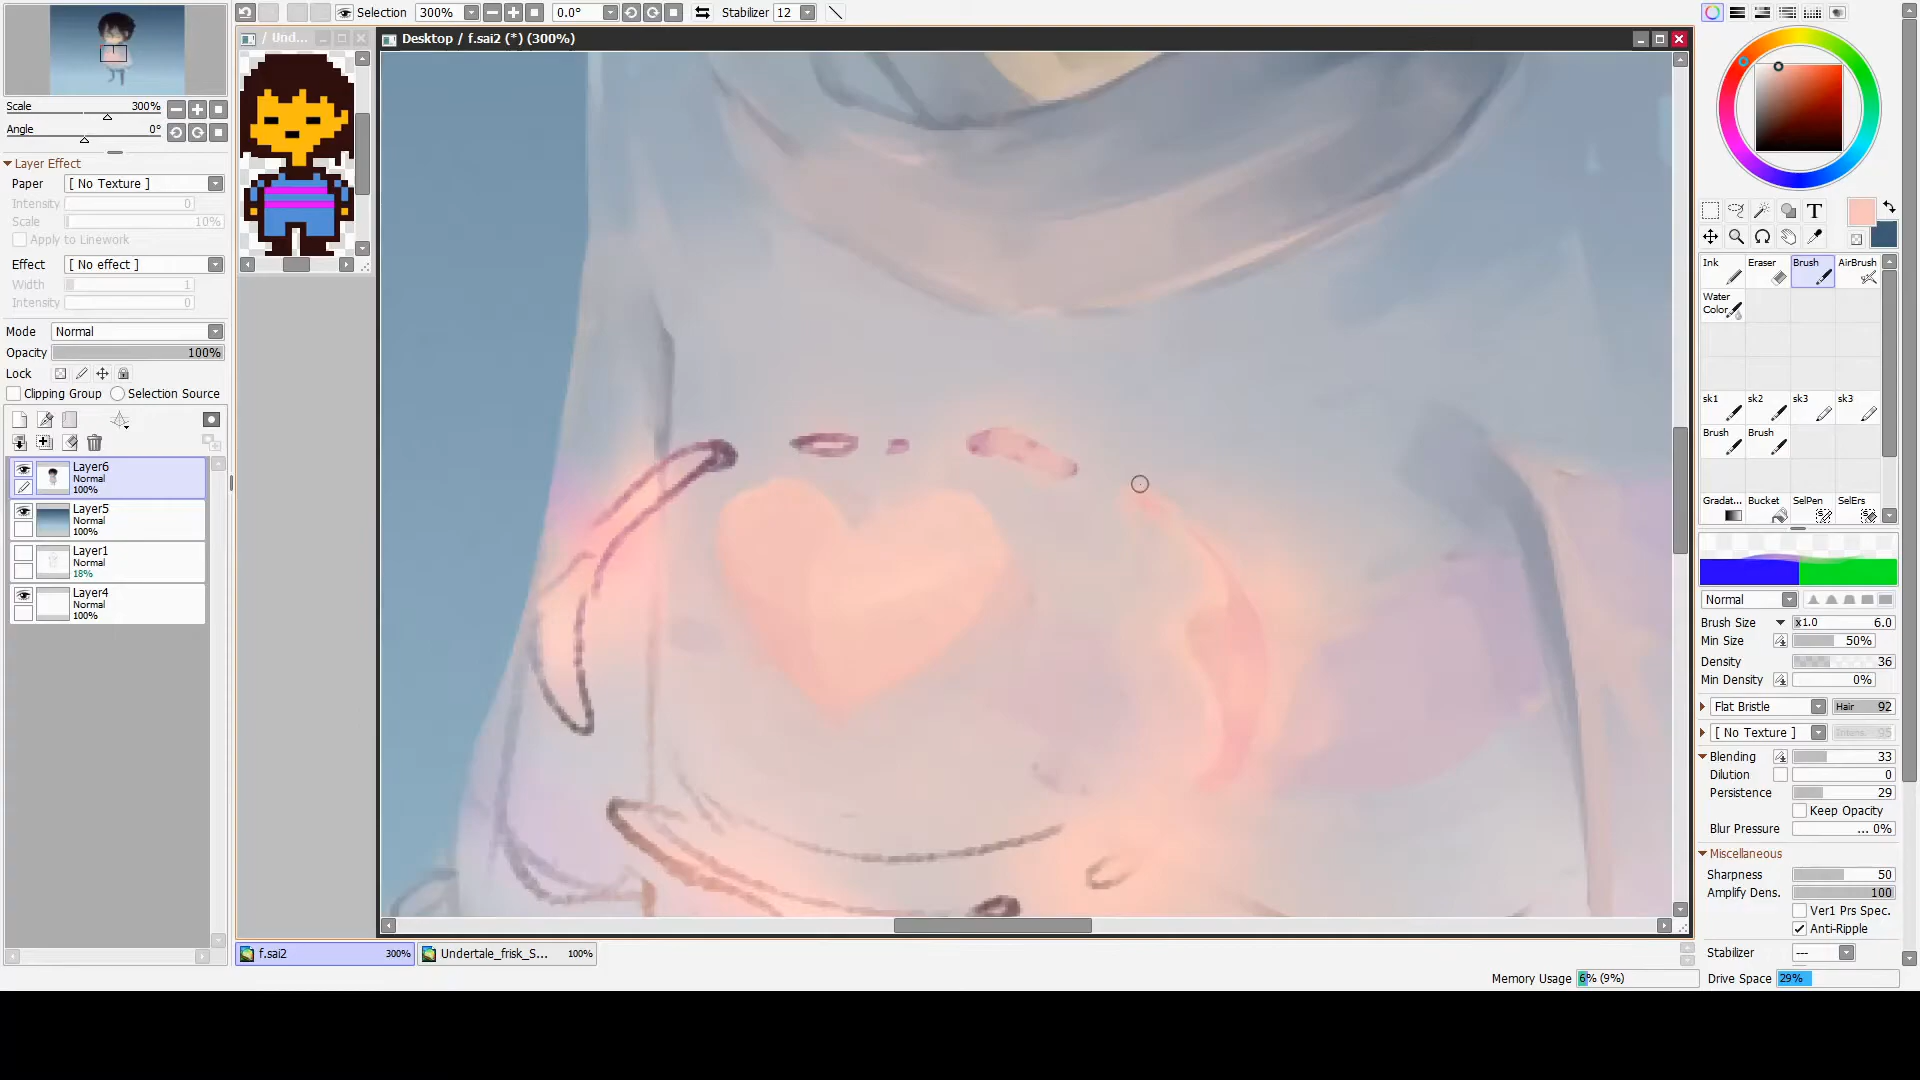 Selection 300% 0.0° Stabilizer 12
/ Und...
Desktop / f.sai2 (*) (300%)
Scale 300%
Angle 0°
Layer Effect
Paper [ No Texture ]
Intensity 0
Scale 10%
Apply to Linework
Effect [ No effect ]
Width 1
Intensity 0
Mode Normal
Opacity 100%
Lock
Clipping Group Selection Source
Layer6
Normal
100%
Layer5
Normal
100%
Layer1
Normal
18%
Layer4
Normal
100%
T
Ink Eraser Brush AirBrush
Water
Color
sk1 sk2 sk3 sk3
Brush Brush
Gradat... Bucket SelPen SelErs
Normal
Brush Size x1.0 6.0
Min Size 50%
Density 36
Min Density 0%
Flat Bristle Hair 92
[ No Texture ] Intens. 95
Blending 33
Dilution 0
Persistence 29
Keep Opacity
Blur Pressure ... 0%
Miscellaneous
Sharpness 50
Amplify Dens. 100
Ver1 Prs Spec.
Anti-Ripple
Stabilizer ---
f.sai2 300% Undertale_frisk_S... 100%
Memory Usage 6% (9%) Drive Space 29%